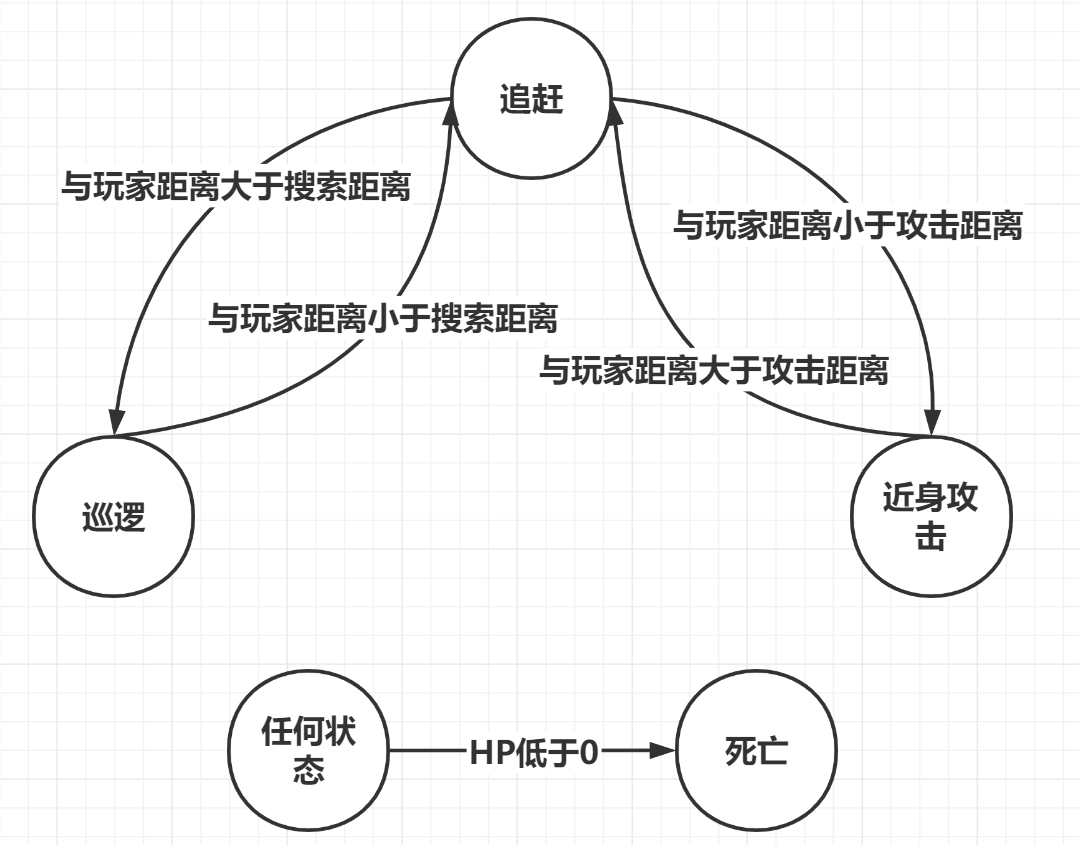 追赶
与玩家距离大于搜索距离
与玩家距离小于攻击距离
与玩家距离小于搜索距离
与玩家距离大于攻击距离
巡逻
近身攻
击
任何状
态
HP低于0
死亡